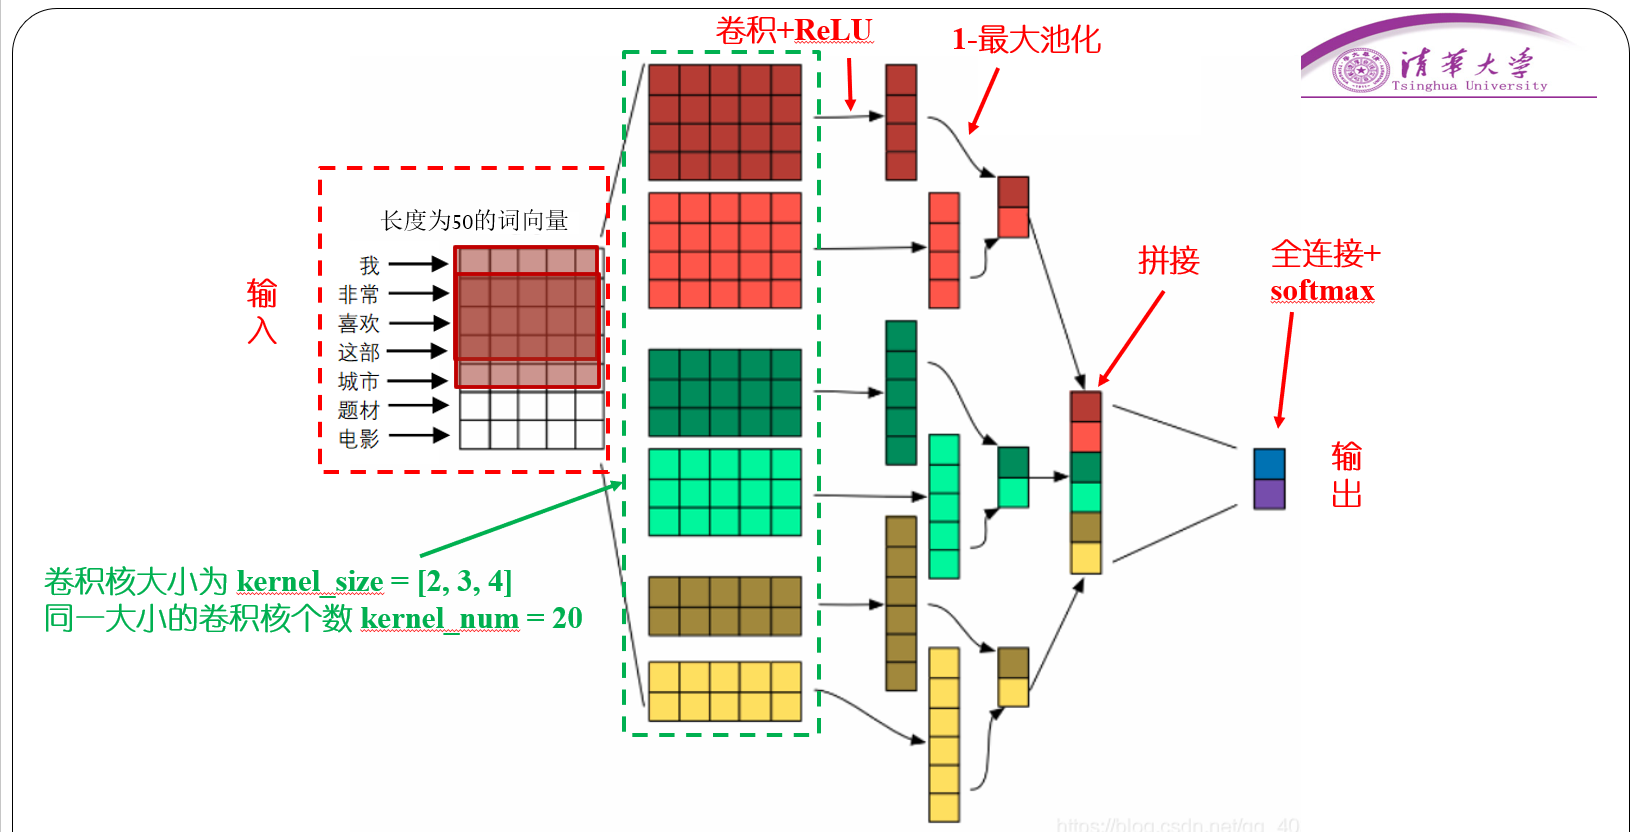 卷积+ReLU
1-最大池化
清華大学
Tsinghua University
长度为50的词向量
输
入
我
非常
喜欢
这部
城市
题材
电影
拼接
全连接+
softmax
输
出
卷积核大小为 kernel_size = [2, 3, 4]
同一大小的卷积核个数 kernel_num = 20
https://blog.csdn.net/qq_40